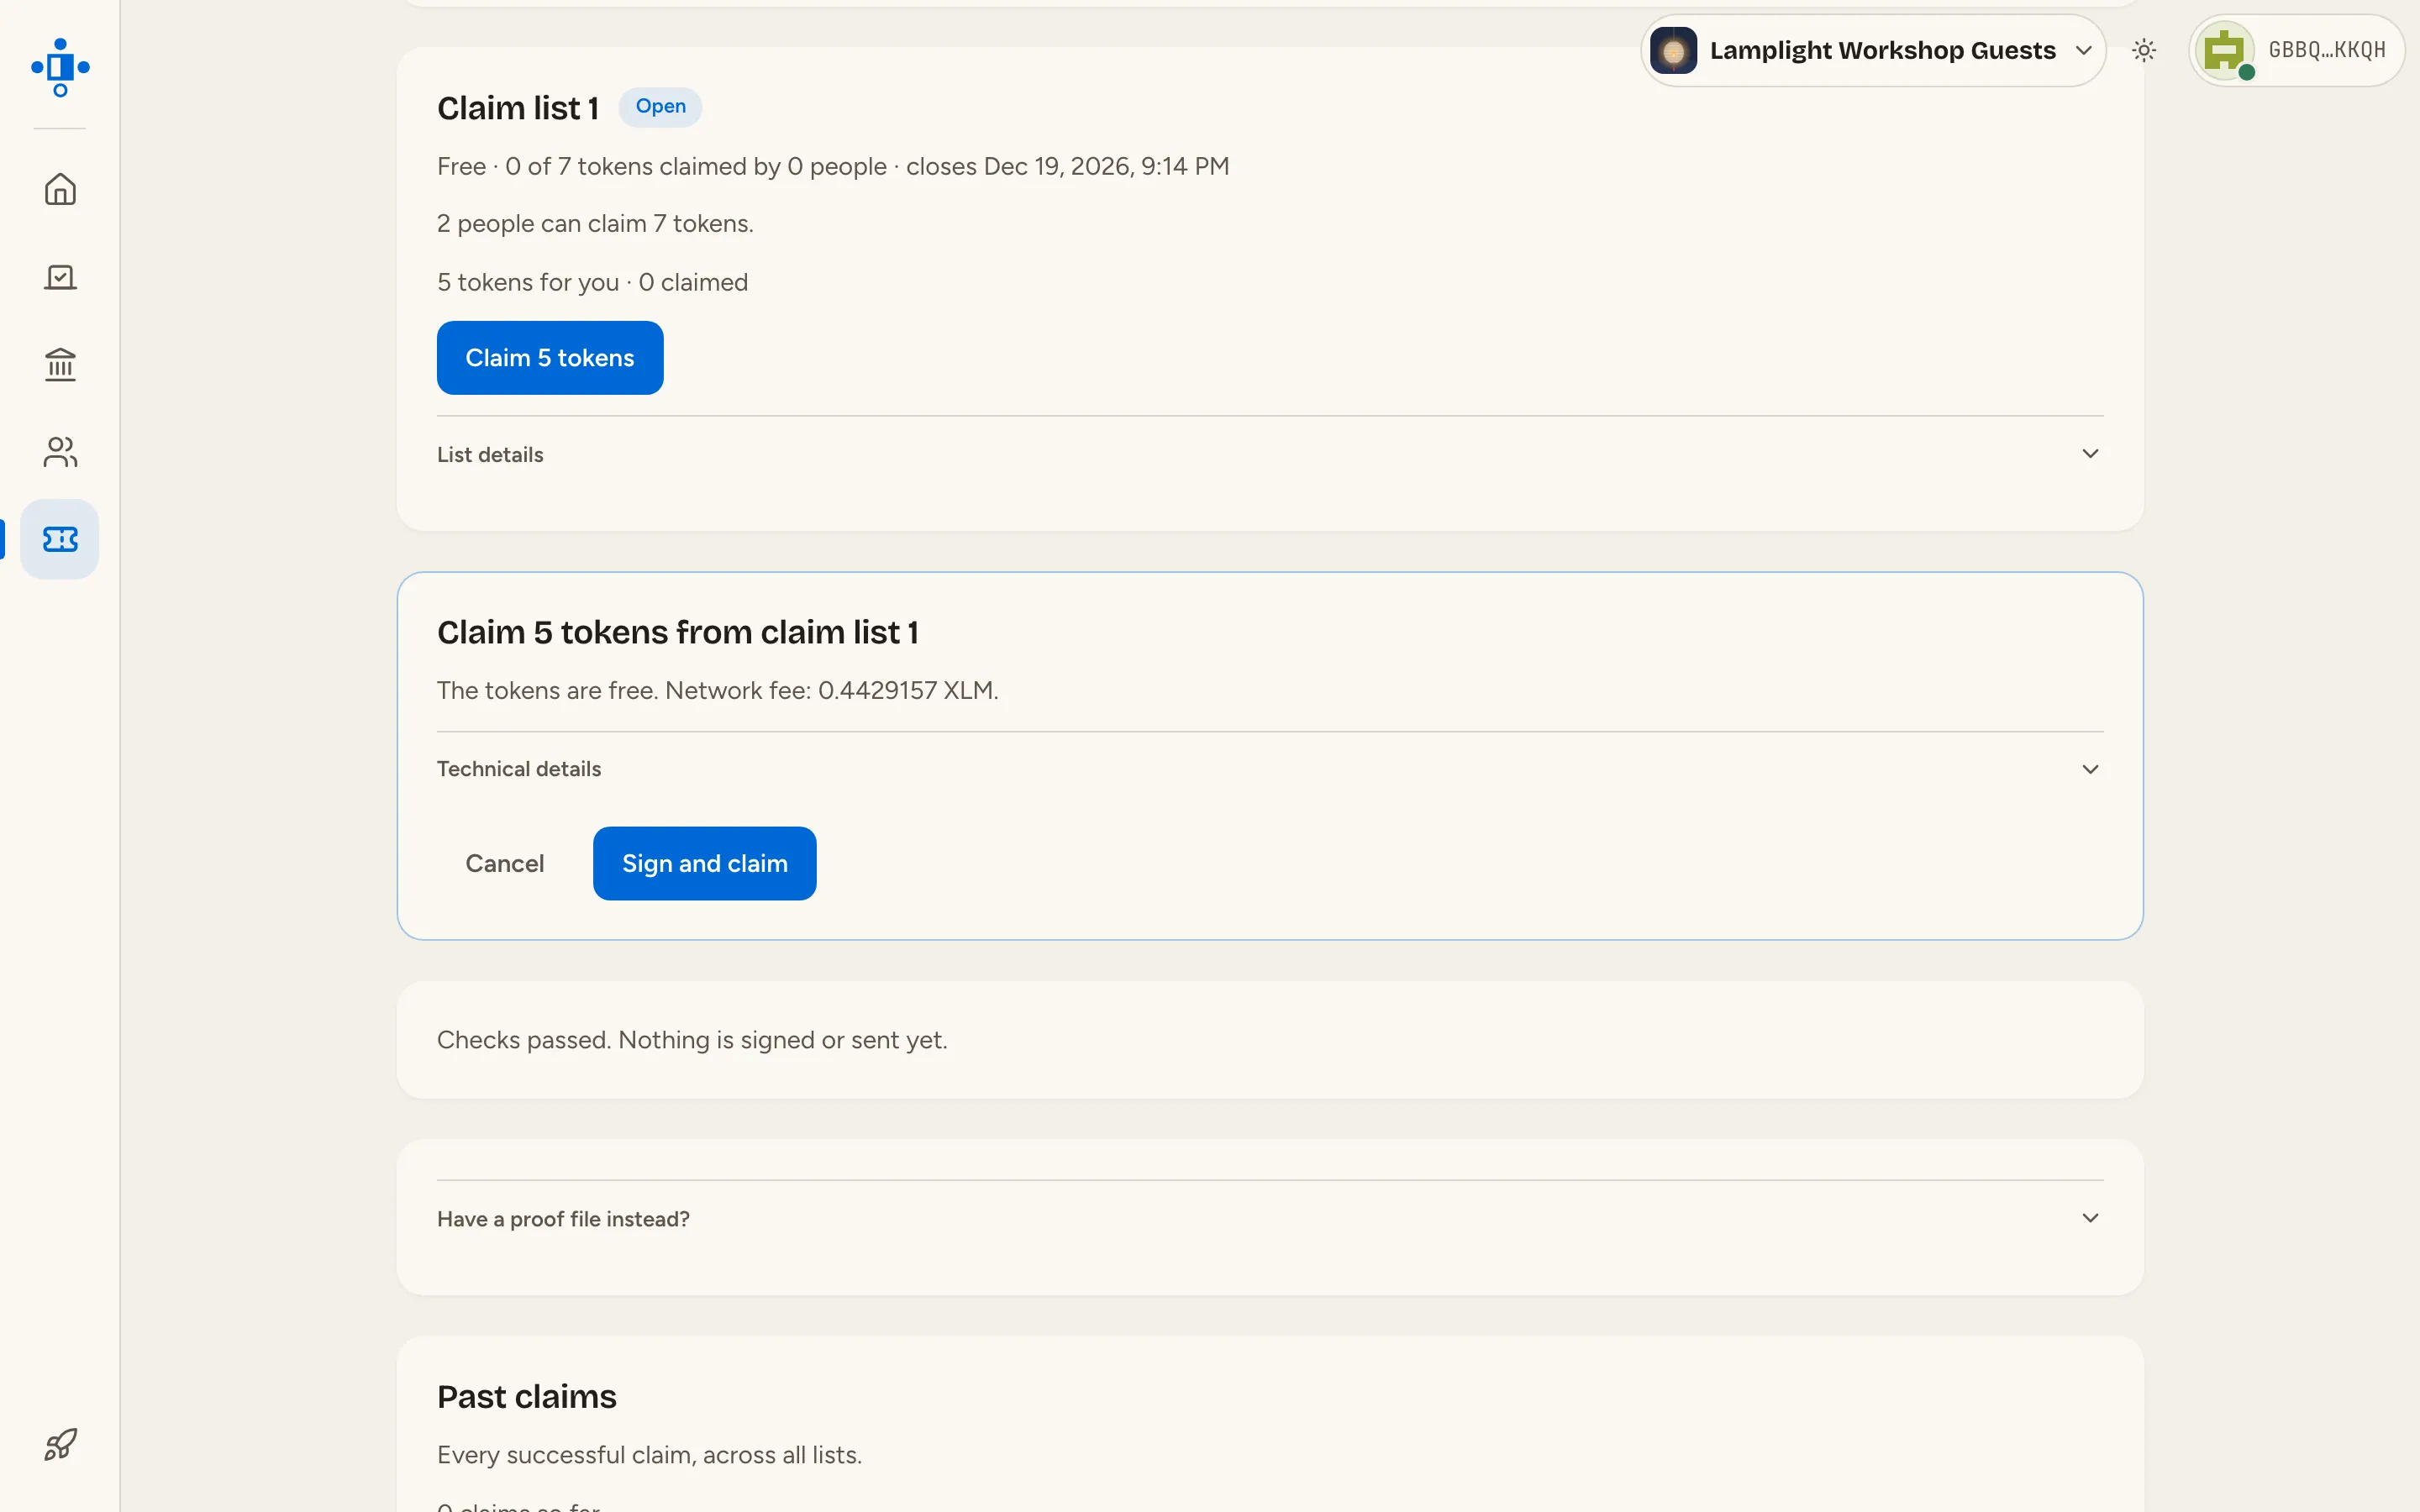 Lamplight Workshop Guests
GBBQ...KKQH
Claim list 1
Open
Free · 0 of 7 tokens claimed by 0 people · closes Dec 19, 2026, 9:14 PM
2 people can claim 7 tokens.
5 tokens for you · 0 claimed
Claim 5 tokens
List details
Claim 5 tokens from claim list 1
The tokens are free. Network fee: 0.4429157 XLM.
Technical details
Cancel
Sign and claim
Checks passed. Nothing is signed or sent yet.
Have a proof file instead?
Past claims
Every successful claim, across all lists.
0 claims so far